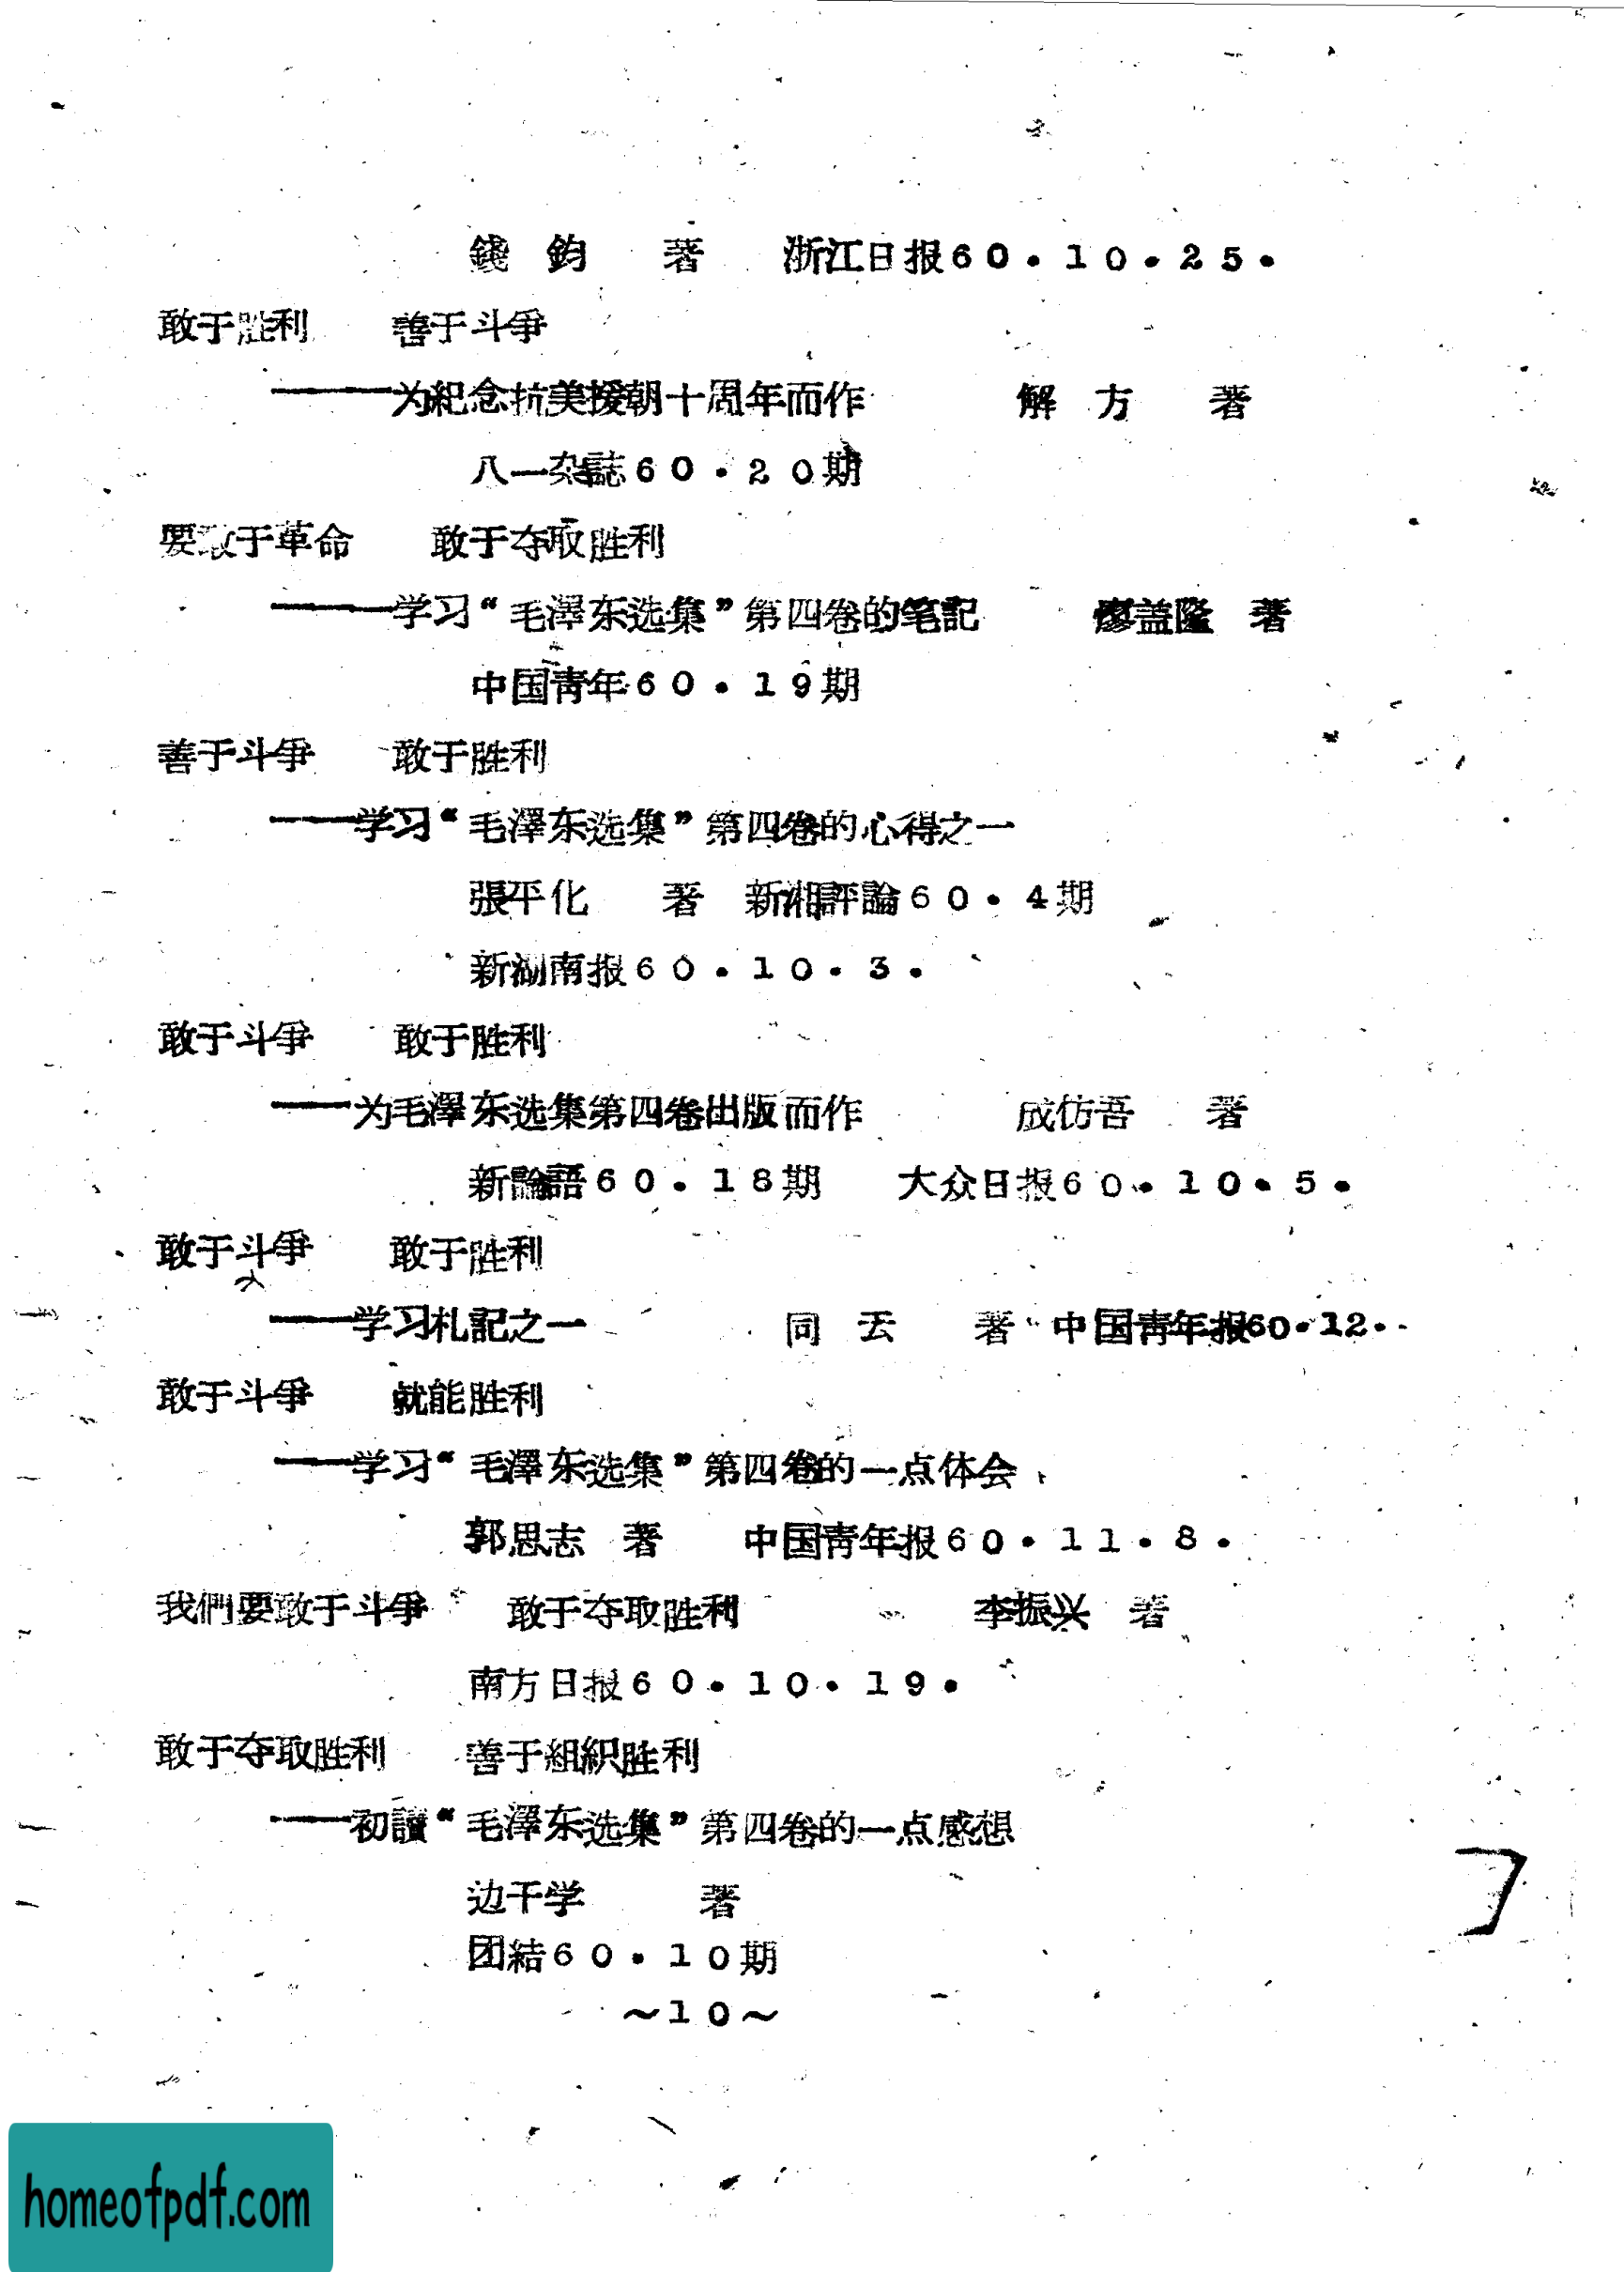 錢 鈞 著 浙江日报60.10.25.
敢于胜利 善于斗爭
———为紀念抗美援朝十周年而作 解 方 著
八一杂誌60.20期
要敢于革命 敢于夺取胜利
———学习“毛澤东选集”第四卷的笔記 廖盖隆 著
中国青年60.19期
善于斗爭 敢于胜利
——学习“毛澤东选集”第四卷的心得之一
張平化 著 新湘評論60.4期
新湖南报60.10.3.
敢于斗爭 敢于胜利
——为毛澤东选集第四卷出版而作 成仿吾 著
新論語60.18期 大众日报60.10.5.
敢于斗爭 敢于胜利
——学习札記之一 同 云 著 中国青年报60.12.
敢于斗爭 就能胜利
——学习“毛澤东选集”第四卷的一点体会
郭思志 著 中国青年报60.11.8.
我們要敢于斗爭 敢于夺取胜利 李振兴 著
南方日报60.10.19.
敢于夺取胜利 善于組織胜利
——初讀“毛澤东选集”第四卷的一点感想
边干学 著
团結60.10期
~10~
homeofpdf.com